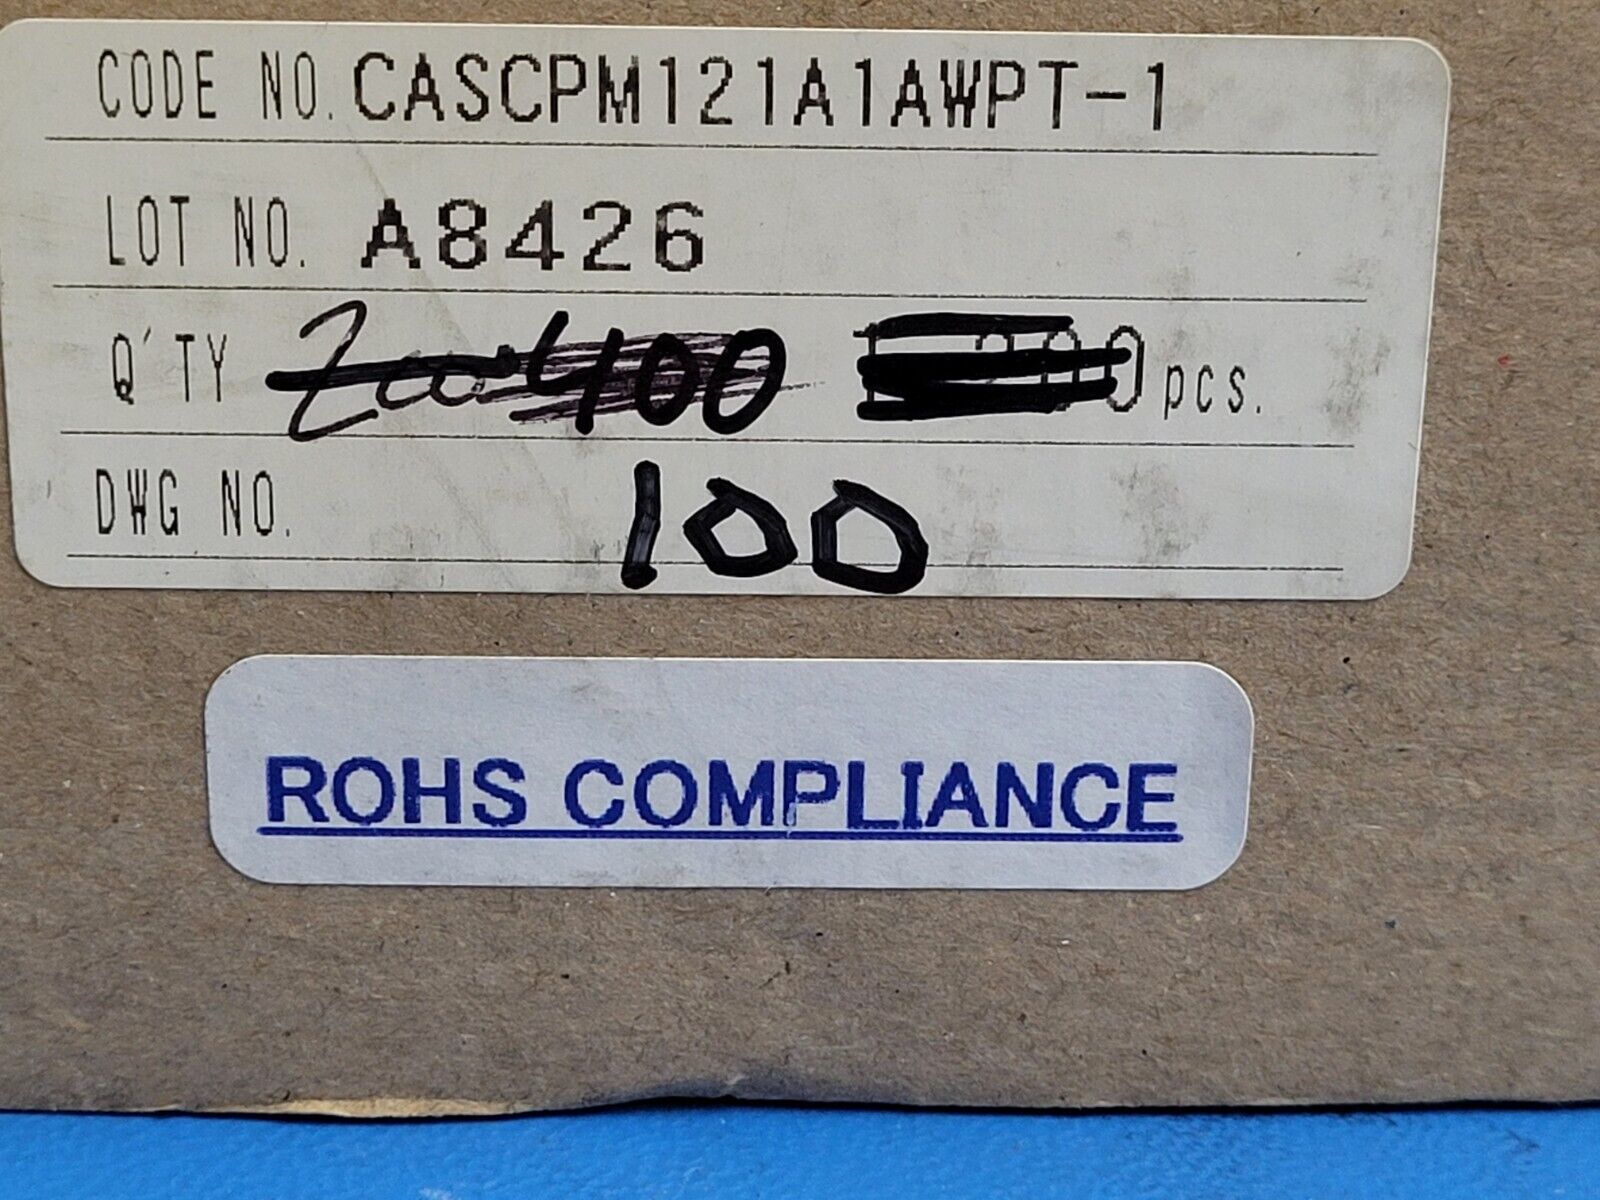 CODE NO. CASCPM121A1AWPT-1
LOT NO. A8426
Q'TY 400 pcs.
DWG NO. 100
ROHS COMPLIANCE